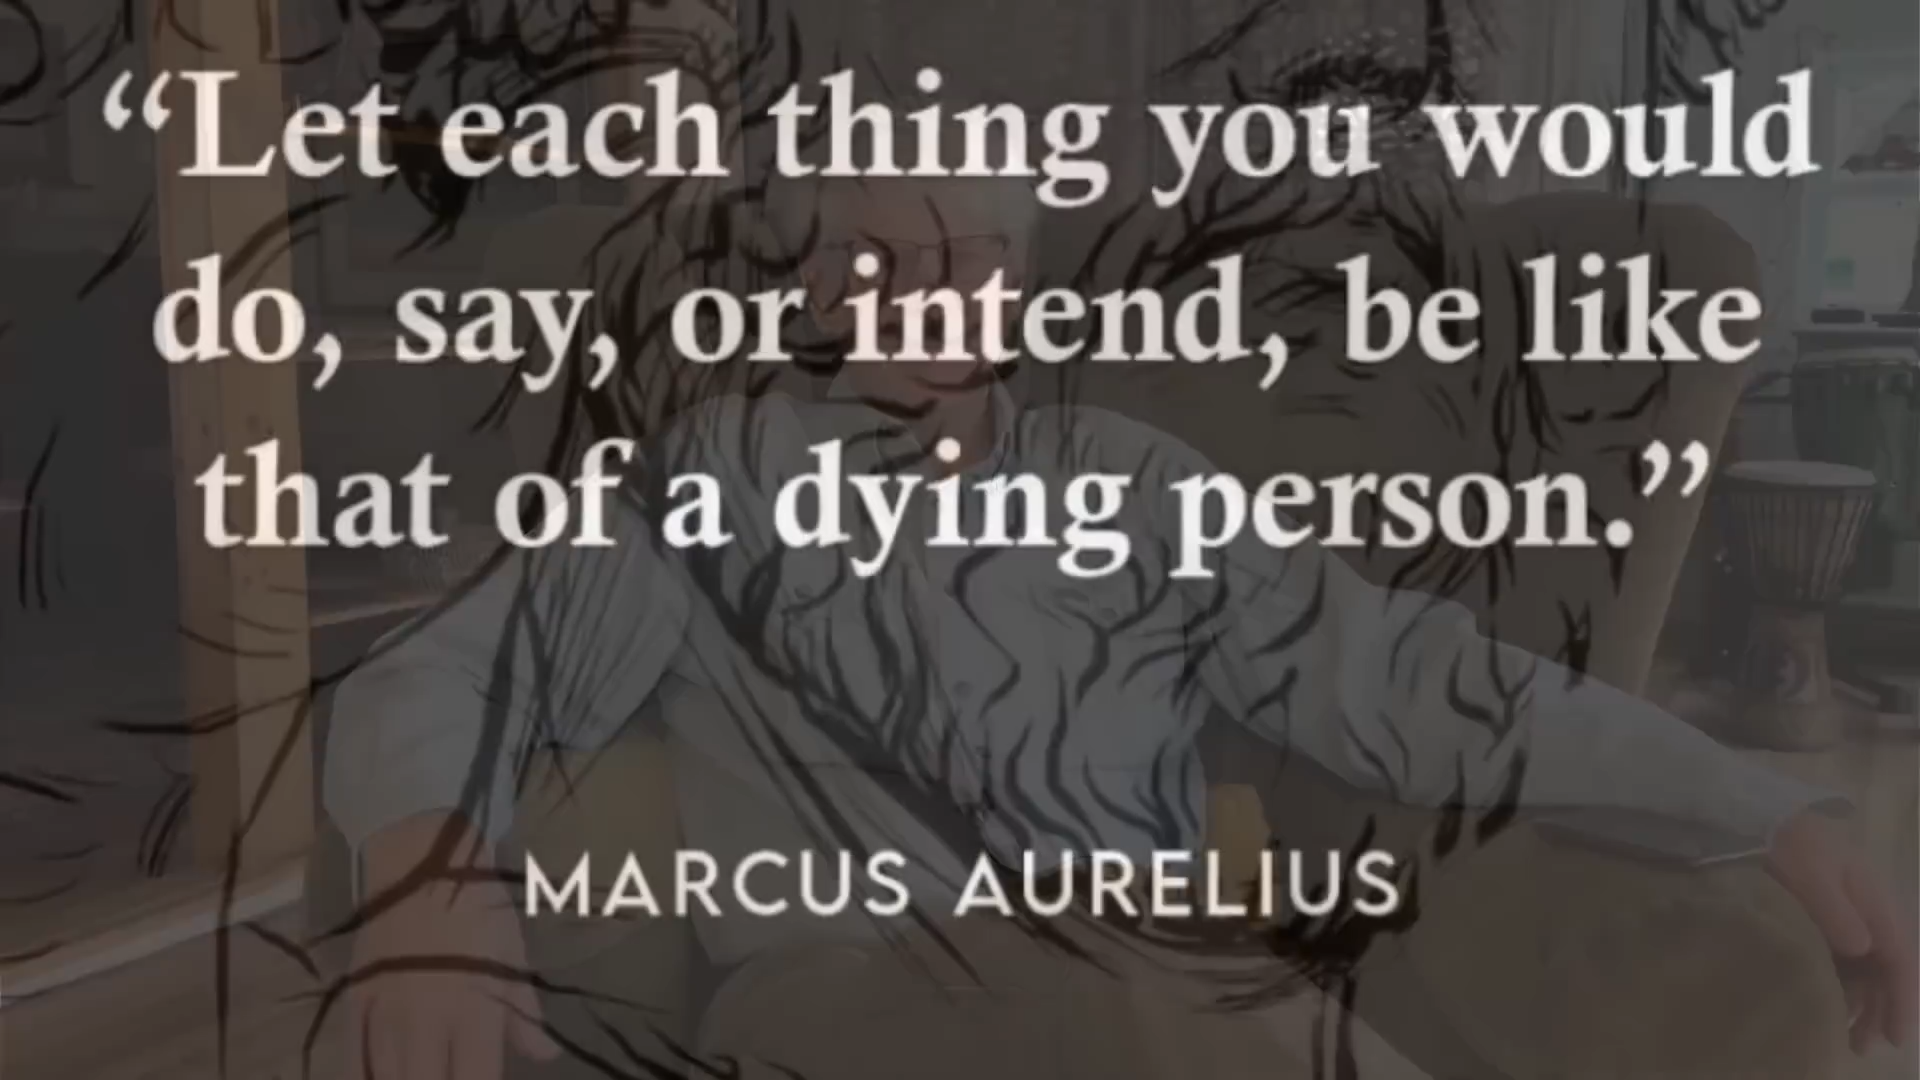 “Let each thing you would
do, say, or intend, be like
that of a dying person.”
MARCUS AURELIUS